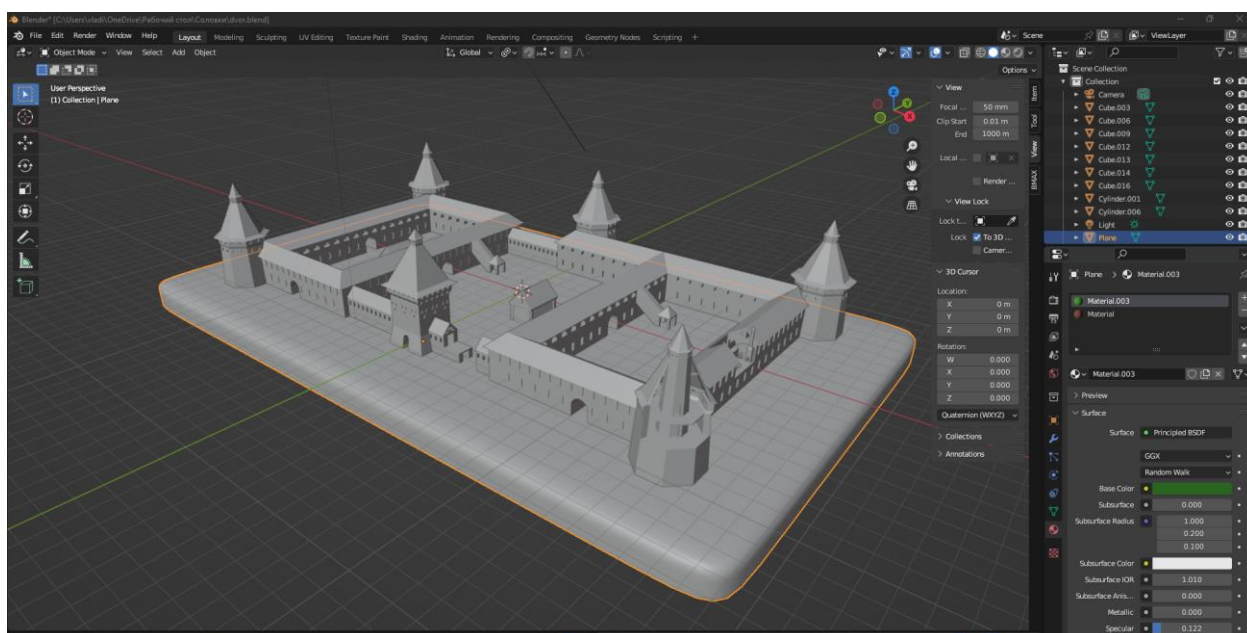 Blender* [C:\Users\vladi\OneDrive\Рабочий стол\Соловки\dvor.blend]
File Edit Render Window Help Layout Modeling Sculpting UV Editing Texture Paint Shading Animation Rendering Compositing Geometry Nodes Scripting + Scene ViewLayer
Object Mode View Select Add Object Global
Options
User Perspective
(1) Collection | Plane
X
Y
Z
View
Focal ... 50 mm
Clip Start 0.01 m
End 1000 m
Local ...
Render ...
View Lock
Lock t...
Lock To 3D ...
Camer...
3D Cursor
Location:
X 0 m
Y 0 m
Z 0 m
Rotation:
W 0.000
X 0.000
Y 0.000
Z 0.000
Quaternion (WXYZ)
Collections
Annotations
Item
Tool
View
BMAX
Scene Collection
Collection
Camera
Cube.003
Cube.006
Cube.009
Cube.012
Cube.013
Cube.014
Cube.016
Cylinder.001
Cylinder.006
Light
Plane
Plane > Material.003
Material.003
Material
Material.003
Preview
Surface
Surface Principled BSDF
GGX
Random Walk
Base Color
Subsurface 0.000
Subsurface Radius 1.000
0.200
0.100
Subsurface Color
Subsurface IOR 1.010
Subsurface Anis... 0.000
Metallic 0.000
Specular 0.122